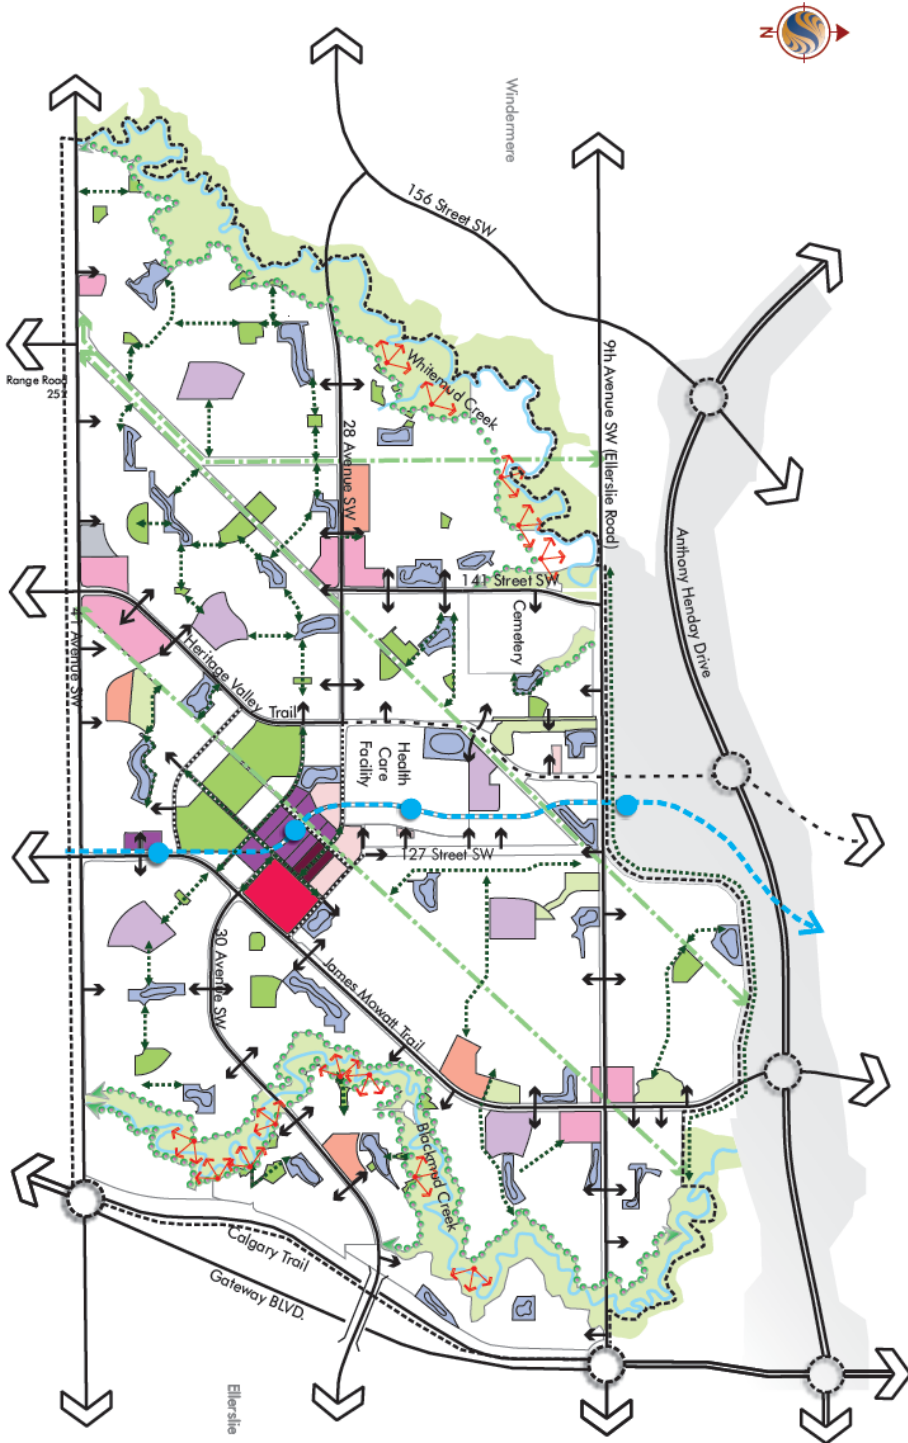 N
Windermere
156 Street SW
9th Avenue SW (Ellerslie Road)
Whitemud Creek
Range Road
251
28 Avenue SW
Anthony Henday Drive
141 Street SW
Cemetery
41 Avenue SW
Heritage Valley
Trail
Health
Care
Facility
127 Street SW
30 Avenue SW
James Mowatt Trail
Blackmud Creek
Calgary Trail
Gateway BLVD.
Ellerslie